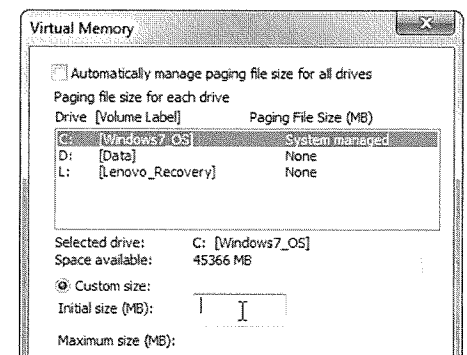 Virtual Memory
Automatically manage paging file size for all drives
Paging file size for each drive
Drive [Volume Label] Paging File Size (MB)
C: [Windows7_OS] System managed
D: [Data] None
L: [Lenovo_Recovery] None
Selected drive: C: [Windows7_OS]
Space available: 45366 MB
Custom size:
Initial size (MB):
Maximum size (MB):